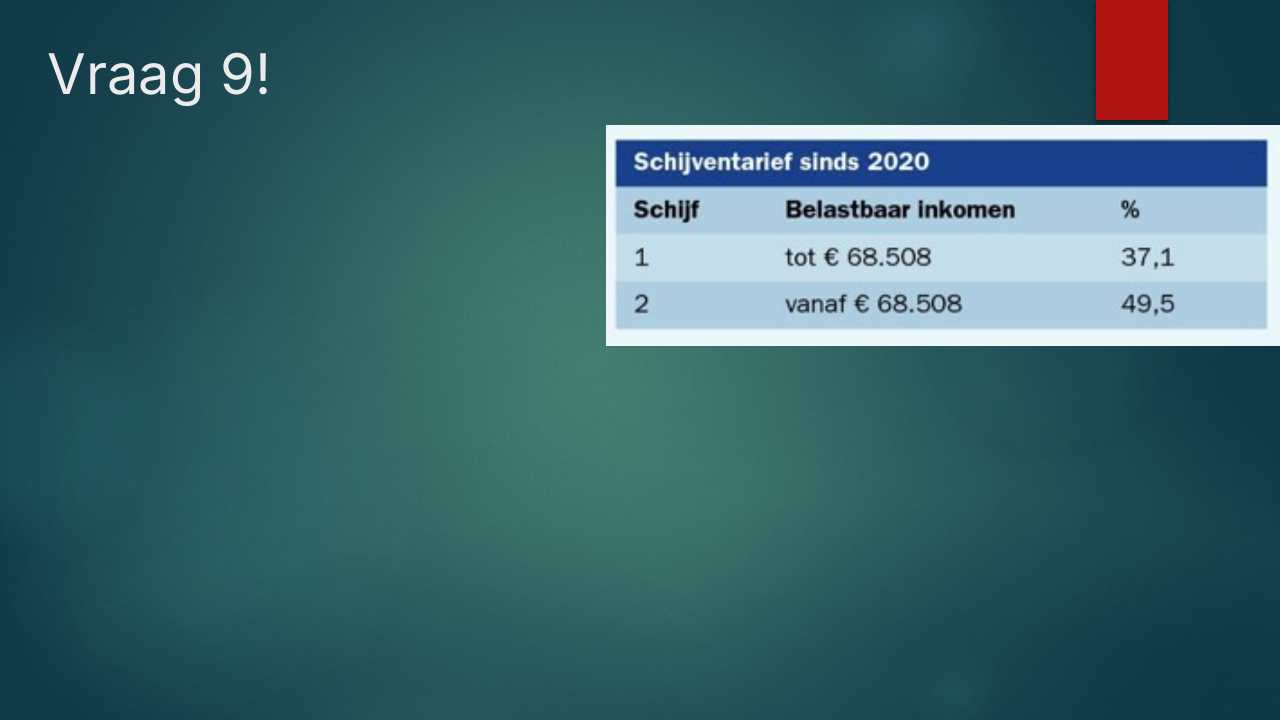 Vraag 9!
Schijventarief sinds 2020
Schijf Belastbaar inkomen %
1 tot € 68.508 37,1
2 vanaf € 68.508 49,5